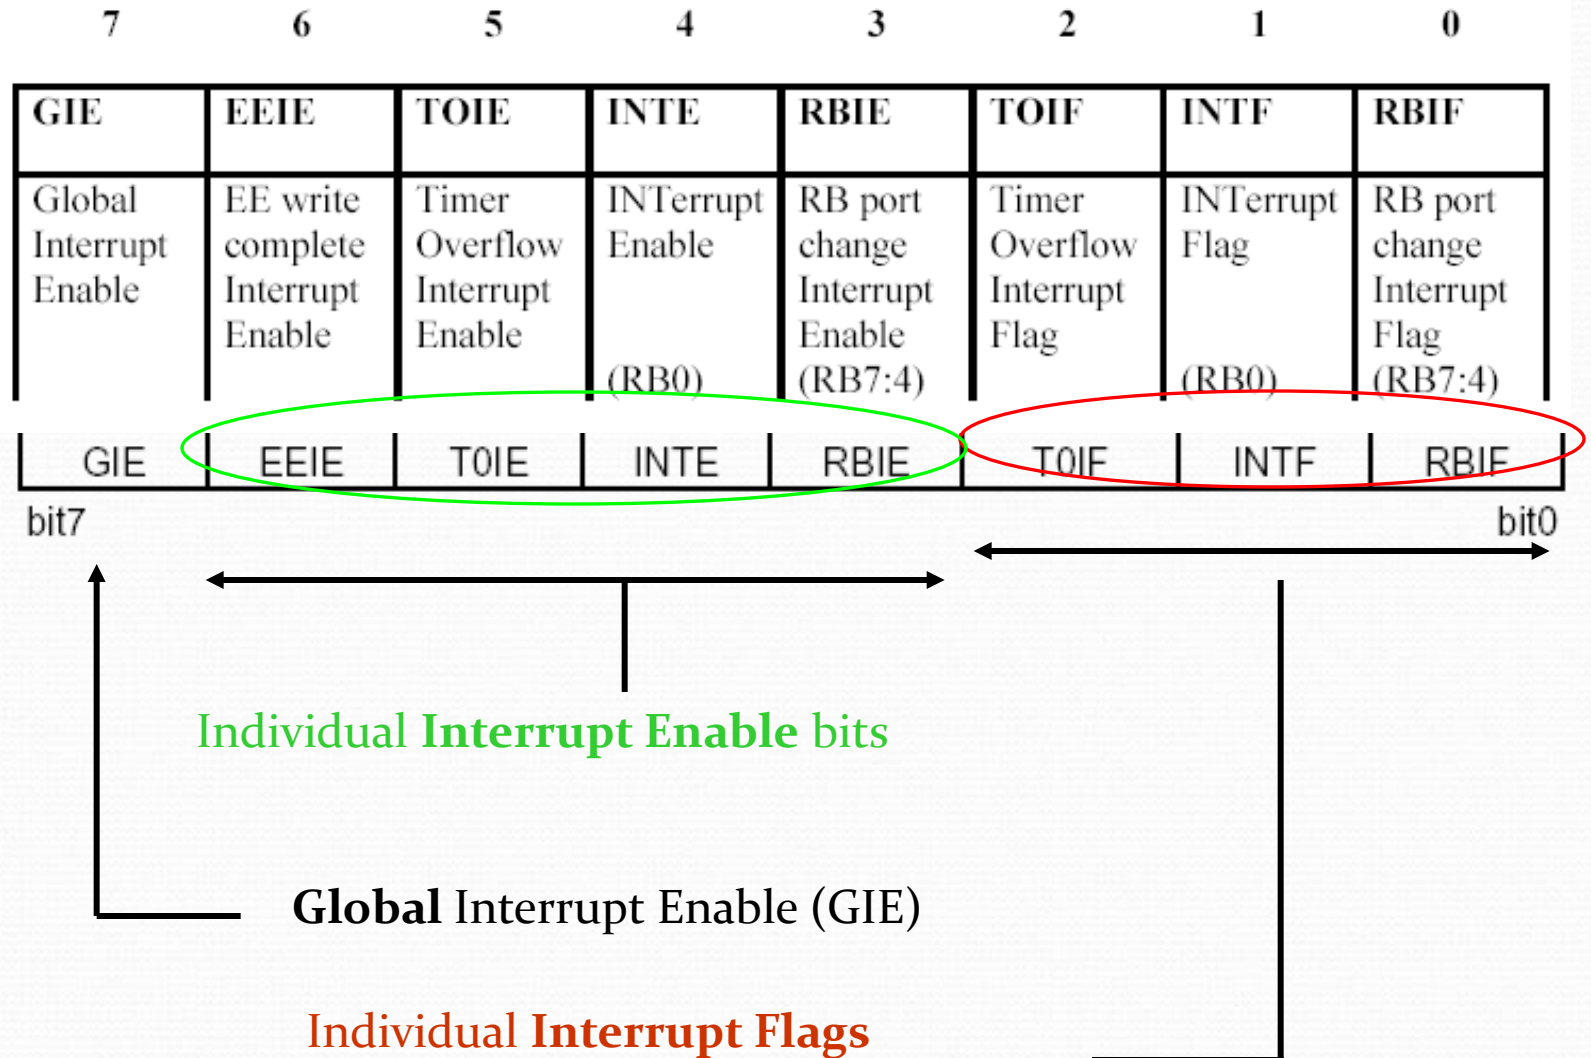 7 6 5 4 3 2 1 0
GIE EEIE TOIE INTE RBIE TOIF INTF RBIF
Global Interrupt Enable
EE write complete Interrupt Enable
Timer Overflow Interrupt Enable
INTerrupt Enable (RB0)
RB port change Interrupt Enable (RB7:4)
Timer Overflow Interrupt Flag
INTerrupt Flag (RB0)
RB port change Interrupt Flag (RB7:4)
GIE EEIE T0IE INTE RBIE T0IF INTF RBIF
bit7 bit0
Individual Interrupt Enable bits
Global Interrupt Enable (GIE)
Individual Interrupt Flags